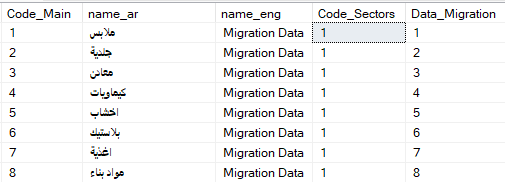 Code_Main name_ar name_eng Code_Sectors Data_Migration
1 ملابس Migration Data 1 1
2 جلدية Migration Data 1 2
3 معادن Migration Data 1 3
4 كيماويات Migration Data 1 4
5 اخشاب Migration Data 1 5
6 بلاستيك Migration Data 1 6
7 اغذية Migration Data 1 7
8 مواد بناء Migration Data 1 8